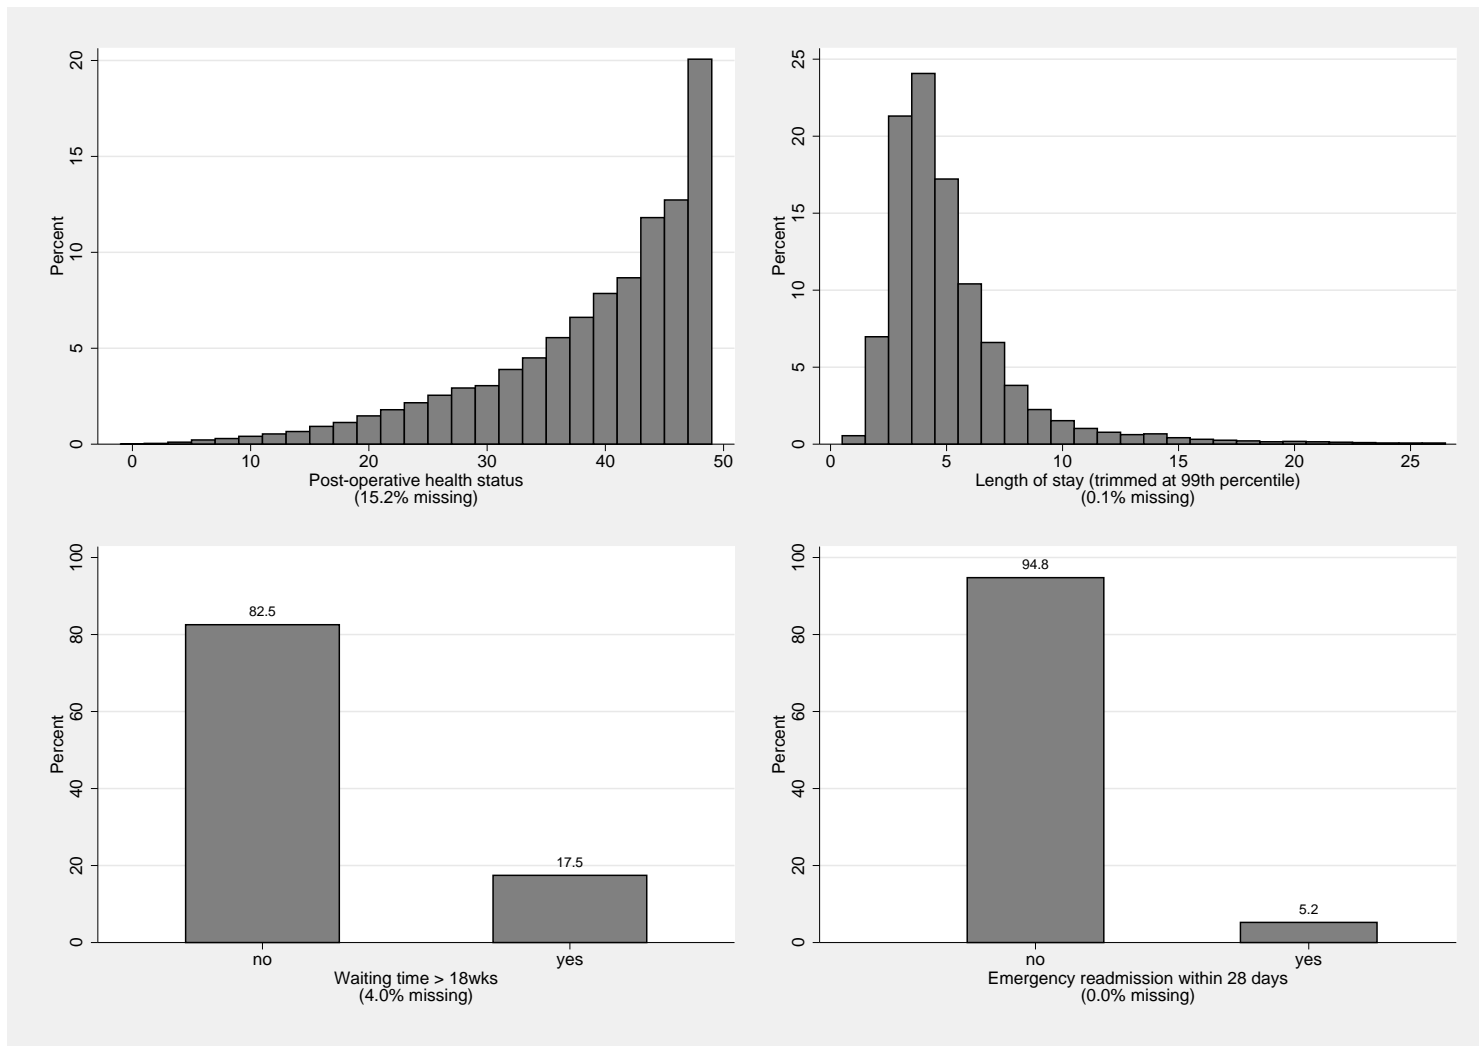 Percent
20
15
10
5
0
0 10 20 30 40 50
Post-operative health status
(15.2% missing)
Percent
25
20
15
10
5
0
0 5 10 15 20 25
Length of stay (trimmed at 99th percentile)
(0.1% missing)
Percent
100
80
60
40
20
0
82.5
17.5
no yes
Waiting time > 18wks
(4.0% missing)
Percent
100
80
60
40
20
0
94.8
5.2
no yes
Emergency readmission within 28 days
(0.0% missing)